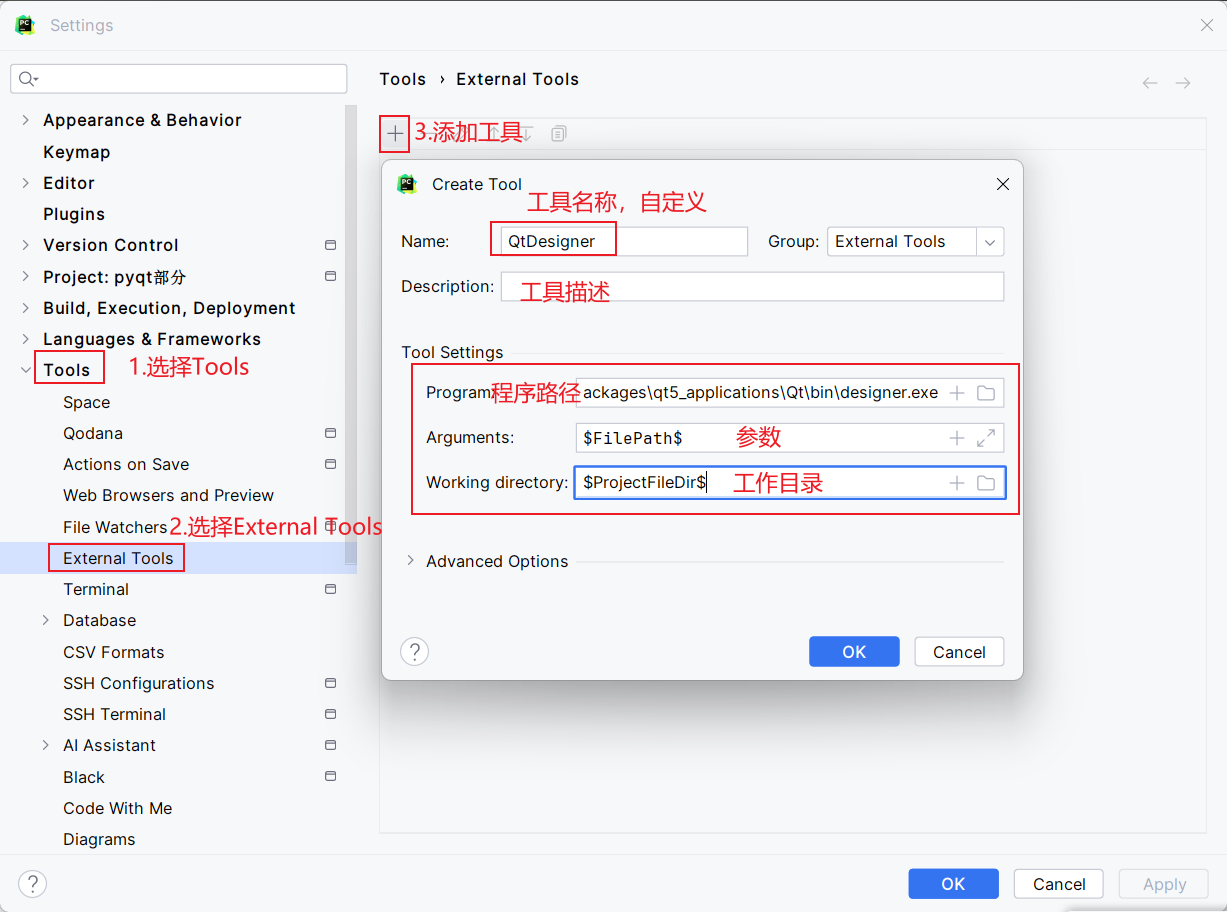 Settings
Tools › External Tools
Appearance & Behavior
Keymap
Editor
Plugins
Version Control
Project: pyqt部分
Build, Execution, Deployment
Languages & Frameworks
Tools
1.选择Tools
Space
Qodana
Actions on Save
Web Browsers and Preview
File Watchers
2.选择External Tools
External Tools
Terminal
Database
CSV Formats
SSH Configurations
SSH Terminal
AI Assistant
Black
Code With Me
Diagrams
3.添加工具
Create Tool
工具名称，自定义
Name: QtDesigner Group: External Tools
Description: 工具描述
Tool Settings
Program: 程序路径 ackages\qt5_applications\Qt\bin\designer.exe
Arguments: $FilePath$ 参数
Working directory: $ProjectFileDir$ 工作目录
Advanced Options
? OK Cancel
? OK Cancel Apply